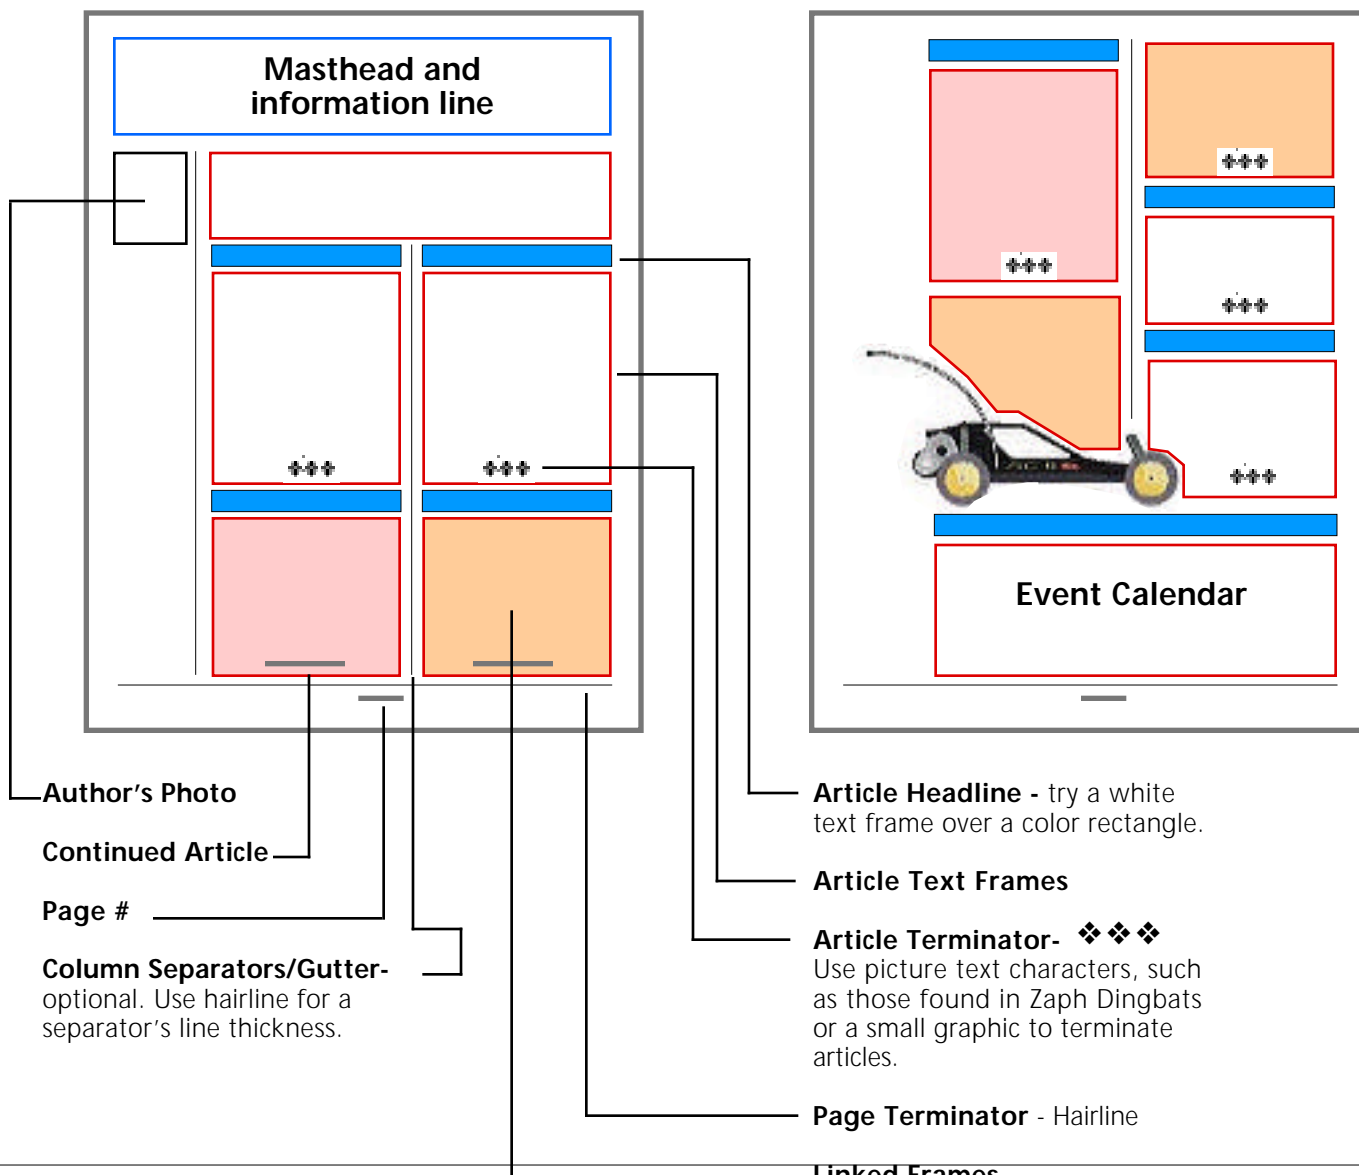 Masthead and
information line
Event Calendar
Author's Photo
Continued Article
Page #
Column Separators/Gutter-
optional. Use hairline for a
separator's line thickness.
Article Headline - try a white
text frame over a color rectangle.
Article Text Frames
Article Terminator- ❖❖❖
Use picture text characters, such
as those found in Zaph Dingbats
or a small graphic to terminate
articles.
Page Terminator - Hairline
Linked Frames